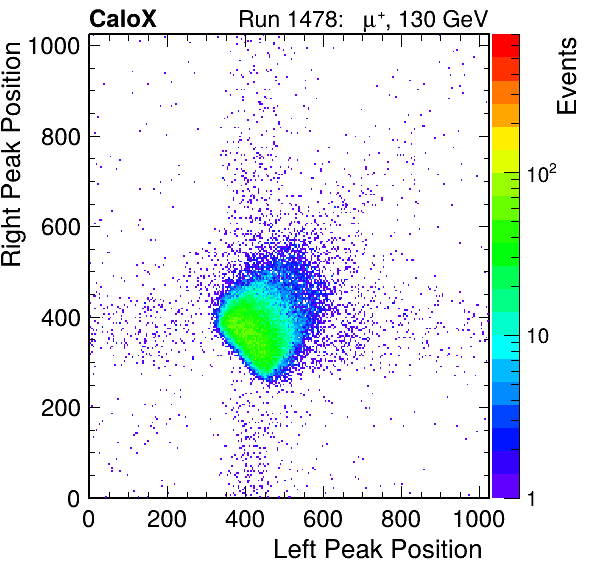 CaloX Run 1478: μ⁺, 130 GeV
Right Peak Position
1000
800
600
400
200
0
0 200 400 600 800 1000
Left Peak Position
Events
10²
10
1